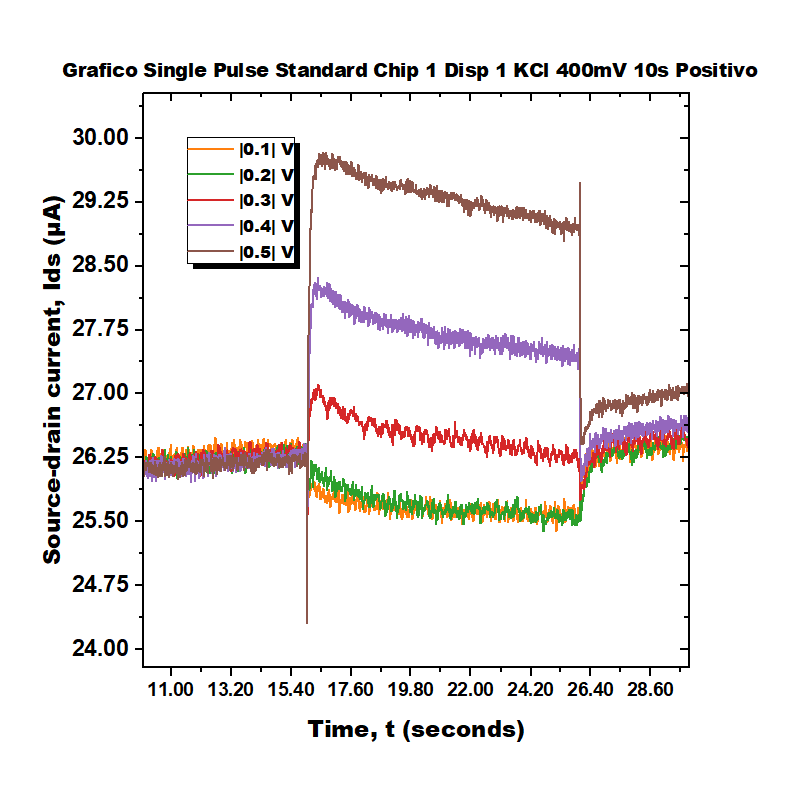 Grafico Single Pulse Standard Chip 1 Disp 1 KCl 400mV 10s Positivo
|0.1| V
|0.2| V
|0.3| V
|0.4| V
|0.5| V
Source-drain current, Ids (µA)
30.00
29.25
28.50
27.75
27.00
26.25
25.50
24.75
24.00
11.00 13.20 15.40 17.60 19.80 22.00 24.20 26.40 28.60
Time, t (seconds)